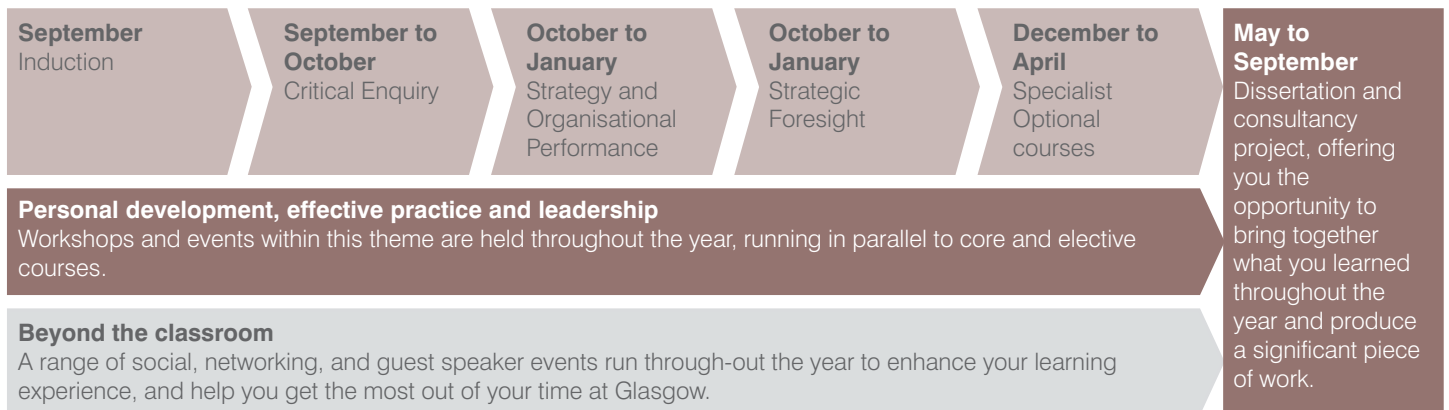 September
Induction
September to
October
Critical Enquiry
October to
January
Strategy and
Organisational
Performance
October to
January
Strategic
Foresight
December to
April
Specialist
Optional
courses
May to
September
Dissertation and
consultancy
project, offering
you the
opportunity to
bring together
what you learned
throughout the
year and produce
a significant piece
of work.
Personal development, effective practice and leadership
Workshops and events within this theme are held throughout the year, running in parallel to core and elective
courses.
Beyond the classroom
A range of social, networking, and guest speaker events run through-out the year to enhance your learning
experience, and help you get the most out of your time at Glasgow.